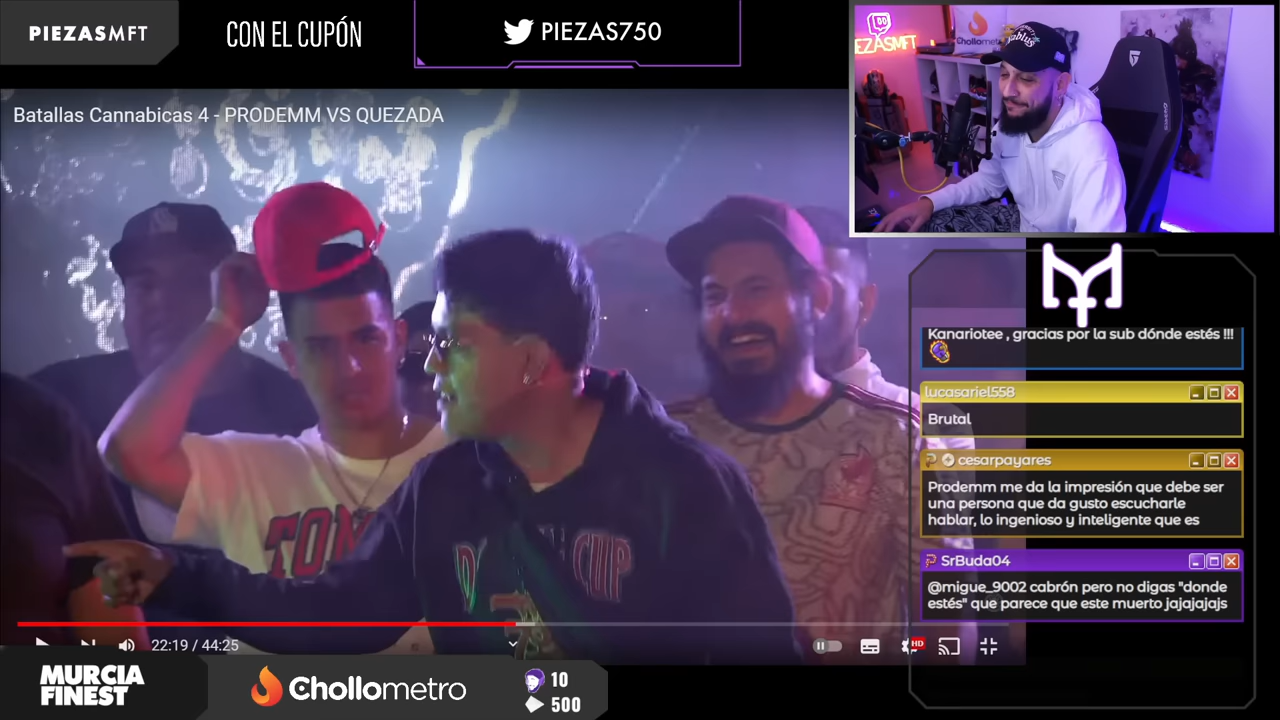 PIEZASMFT
CON EL CUPÓN
PIEZAS750
Batallas Cannabicas 4 - PRODEMM VS QUEZADA
Kanariotee , gracias por la sub dónde estés !!!
lucasariel558
Brutal
cesarpayares
Prodemm me da la impresión que debe ser
una persona que da gusto escucharle
hablar, lo ingenioso y inteligente que es
SrBuda04
@migue_9002 cabrón pero no digas "donde
estés" que parece que este muerto jajajajajs
TOM
CUP
22:19 / 44:25
HD
MURCIA
FINEST
Chollometro
10
500